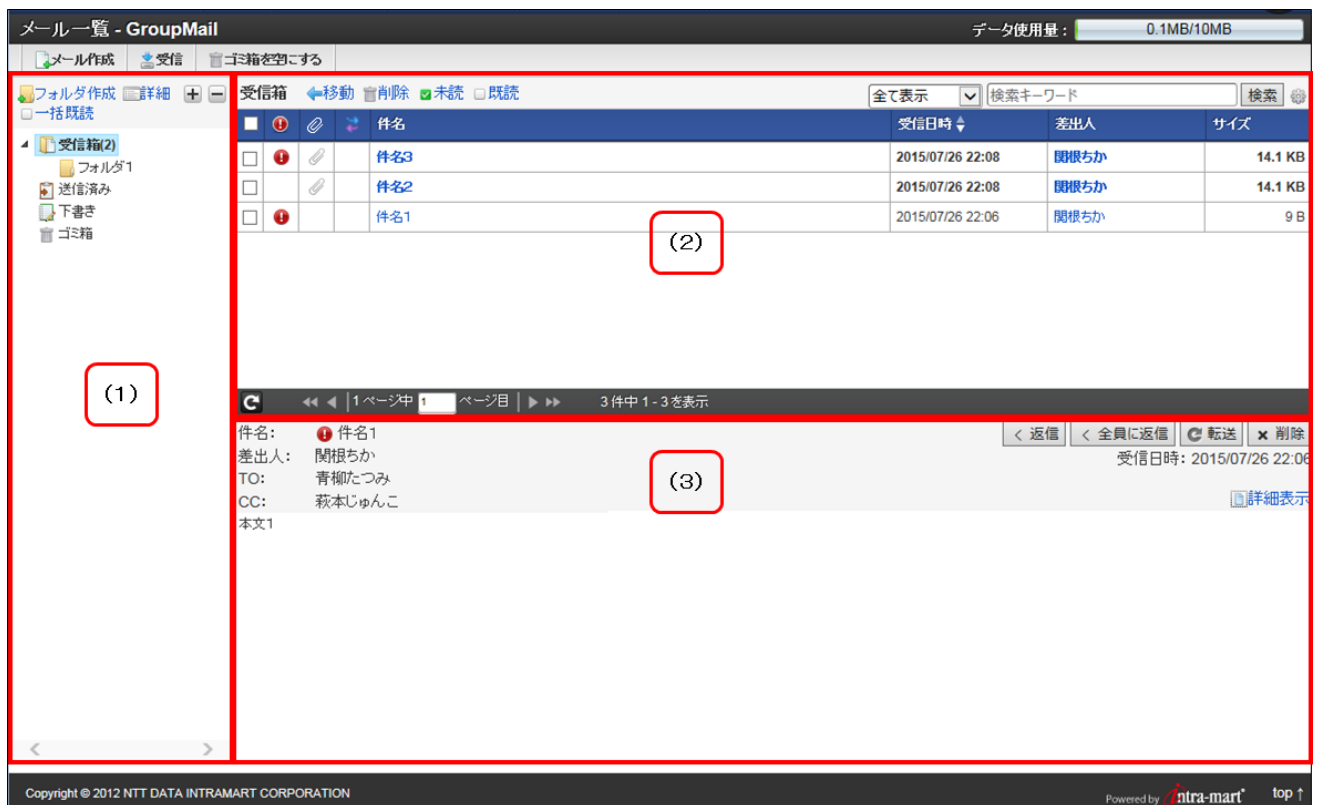 メール一覧 - GroupMail
データ使用量： 0.1MB/10MB
メール作成 受信 ゴミ箱を空にする
フォルダ作成 詳細
一括既読
受信箱(2)
フォルダ1
送信済み
下書き
ゴミ箱
(1)
受信箱 移動 削除 未読 既読 全て表示 検索キーワード 検索
件名 受信日時 差出人 サイズ
件名3 2015/07/26 22:08 関根ちか 14.1 KB
件名2 2015/07/26 22:08 関根ちか 14.1 KB
件名1 2015/07/26 22:06 関根ちか 9 B
(2)
1 ページ中 1 ページ目 3 件中 1 - 3 を表示
件名： 件名1 < 返信 < 全員に返信 転送 × 削除
差出人： 関根ちか 受信日時： 2015/07/26 22:06
TO: 青柳たつみ
(3)
CC: 萩本じゅんこ 詳細表示
本文1
Copyright © 2012 NTT DATA INTRAMART CORPORATION Powered by intra-mart top ↑